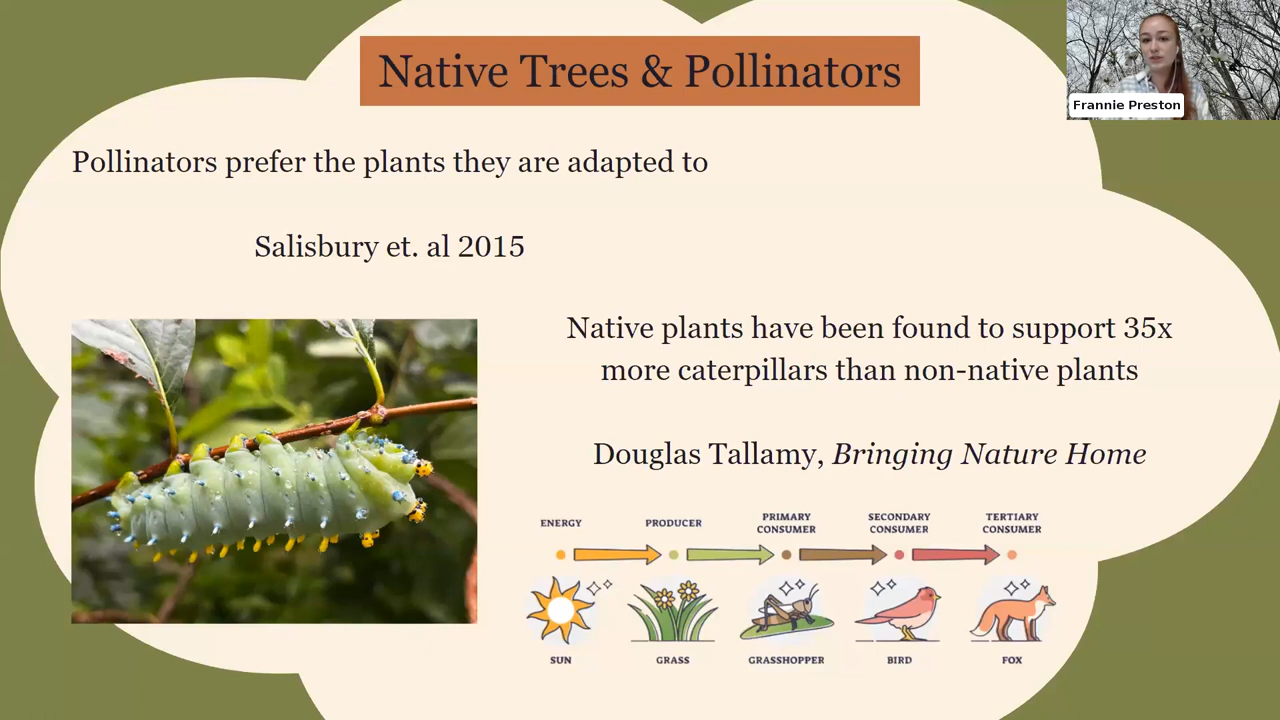 Native Trees & Pollinators
Frannie Preston
Pollinators prefer the plants they are adapted to
Salisbury et. al 2015
Native plants have been found to support 35x
more caterpillars than non-native plants
Douglas Tallamy, Bringing Nature Home
ENERGY
PRODUCER
PRIMARY
CONSUMER
SECONDARY
CONSUMER
TERTIARY
CONSUMER
SUN
GRASS
GRASSHOPPER
BIRD
FOX